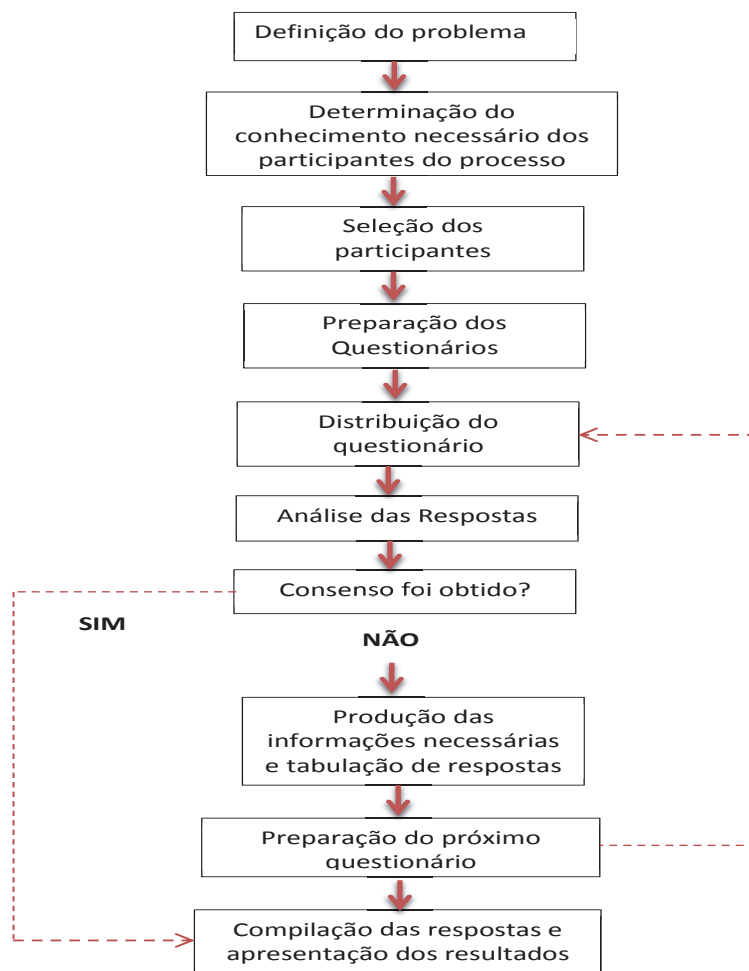 Definição do problema
Determinação do
conhecimento necessário dos
participantes do processo
Seleção dos
participantes
Preparação dos
Questionários
Distribuição do
questionário
Análise das Respostas
Consenso foi obtido?
SIM
NÃO
Produção das
informações necessárias
e tabulação de respostas
Preparação do próximo
questionário
Compilação das respostas e
apresentação dos resultados